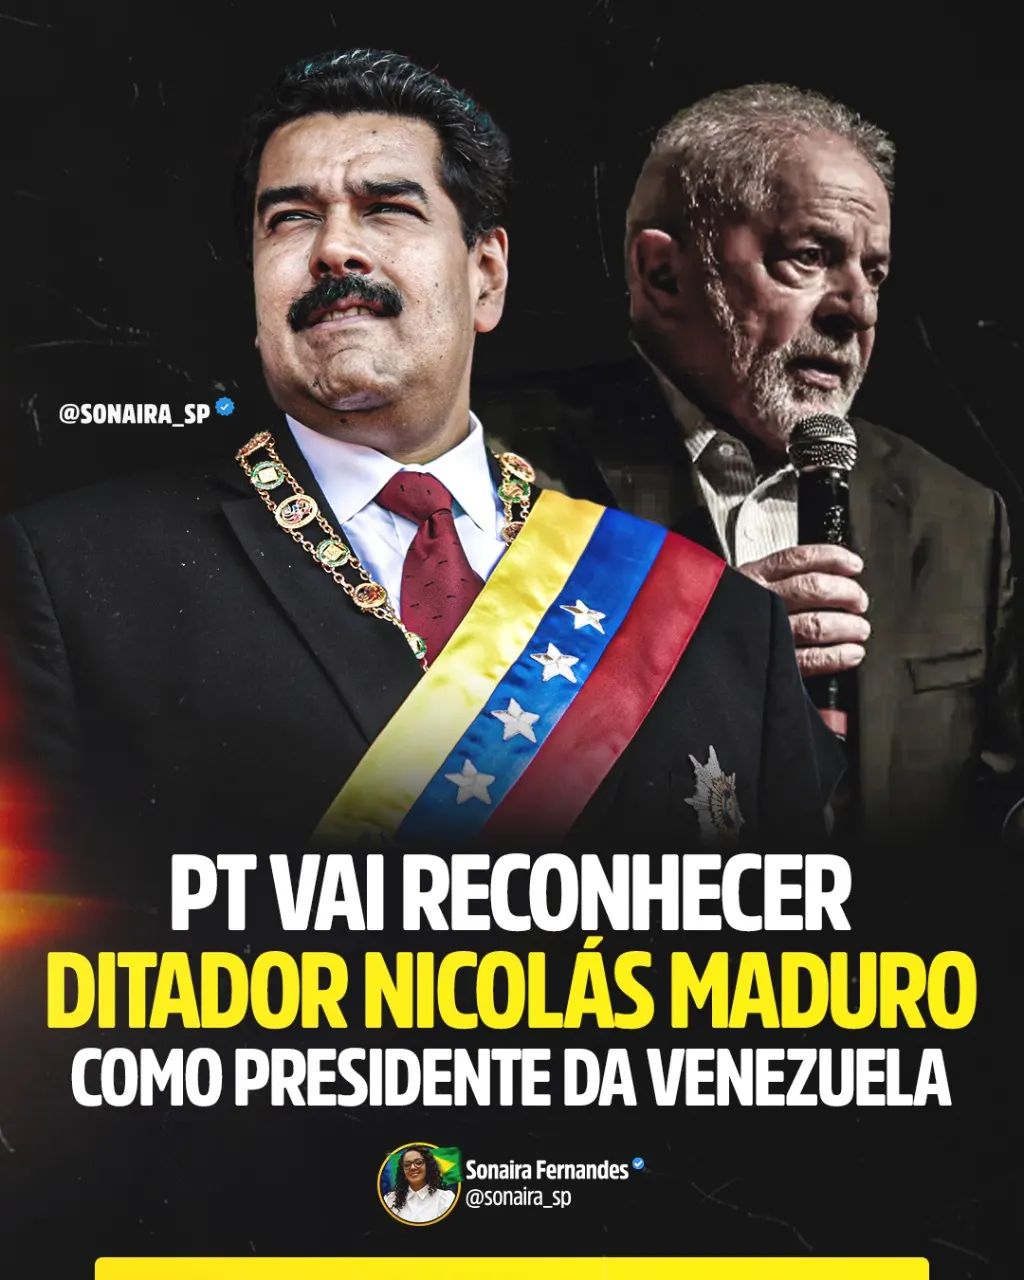 @SONAIRA_SP
PT VAI RECONHECER
DITADOR NICOLÁS MADURO
COMO PRESIDENTE DA VENEZUELA
Sonaira Fernandes
@sonaira_sp